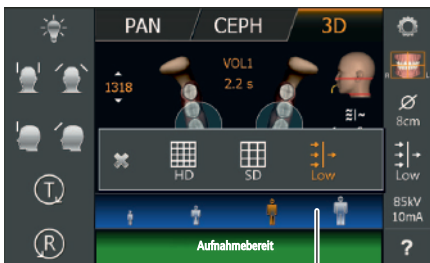 PAN
CEPH
3D
VOL1
2.2 s
1318
R
L
8cm
HD
SD
Low
Low
85kV
10mA
T
R
Aufnahmebereit
?